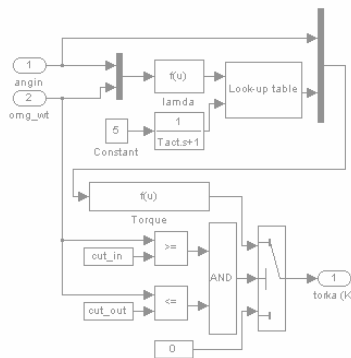 1
angin
2
omg_wt
f(u)
lamda
Look-up table
5
Constant
1
Tact.s+1
f(u)
Torque
cut_in
>=
AND
cut_out
<=
0
1
torka (K